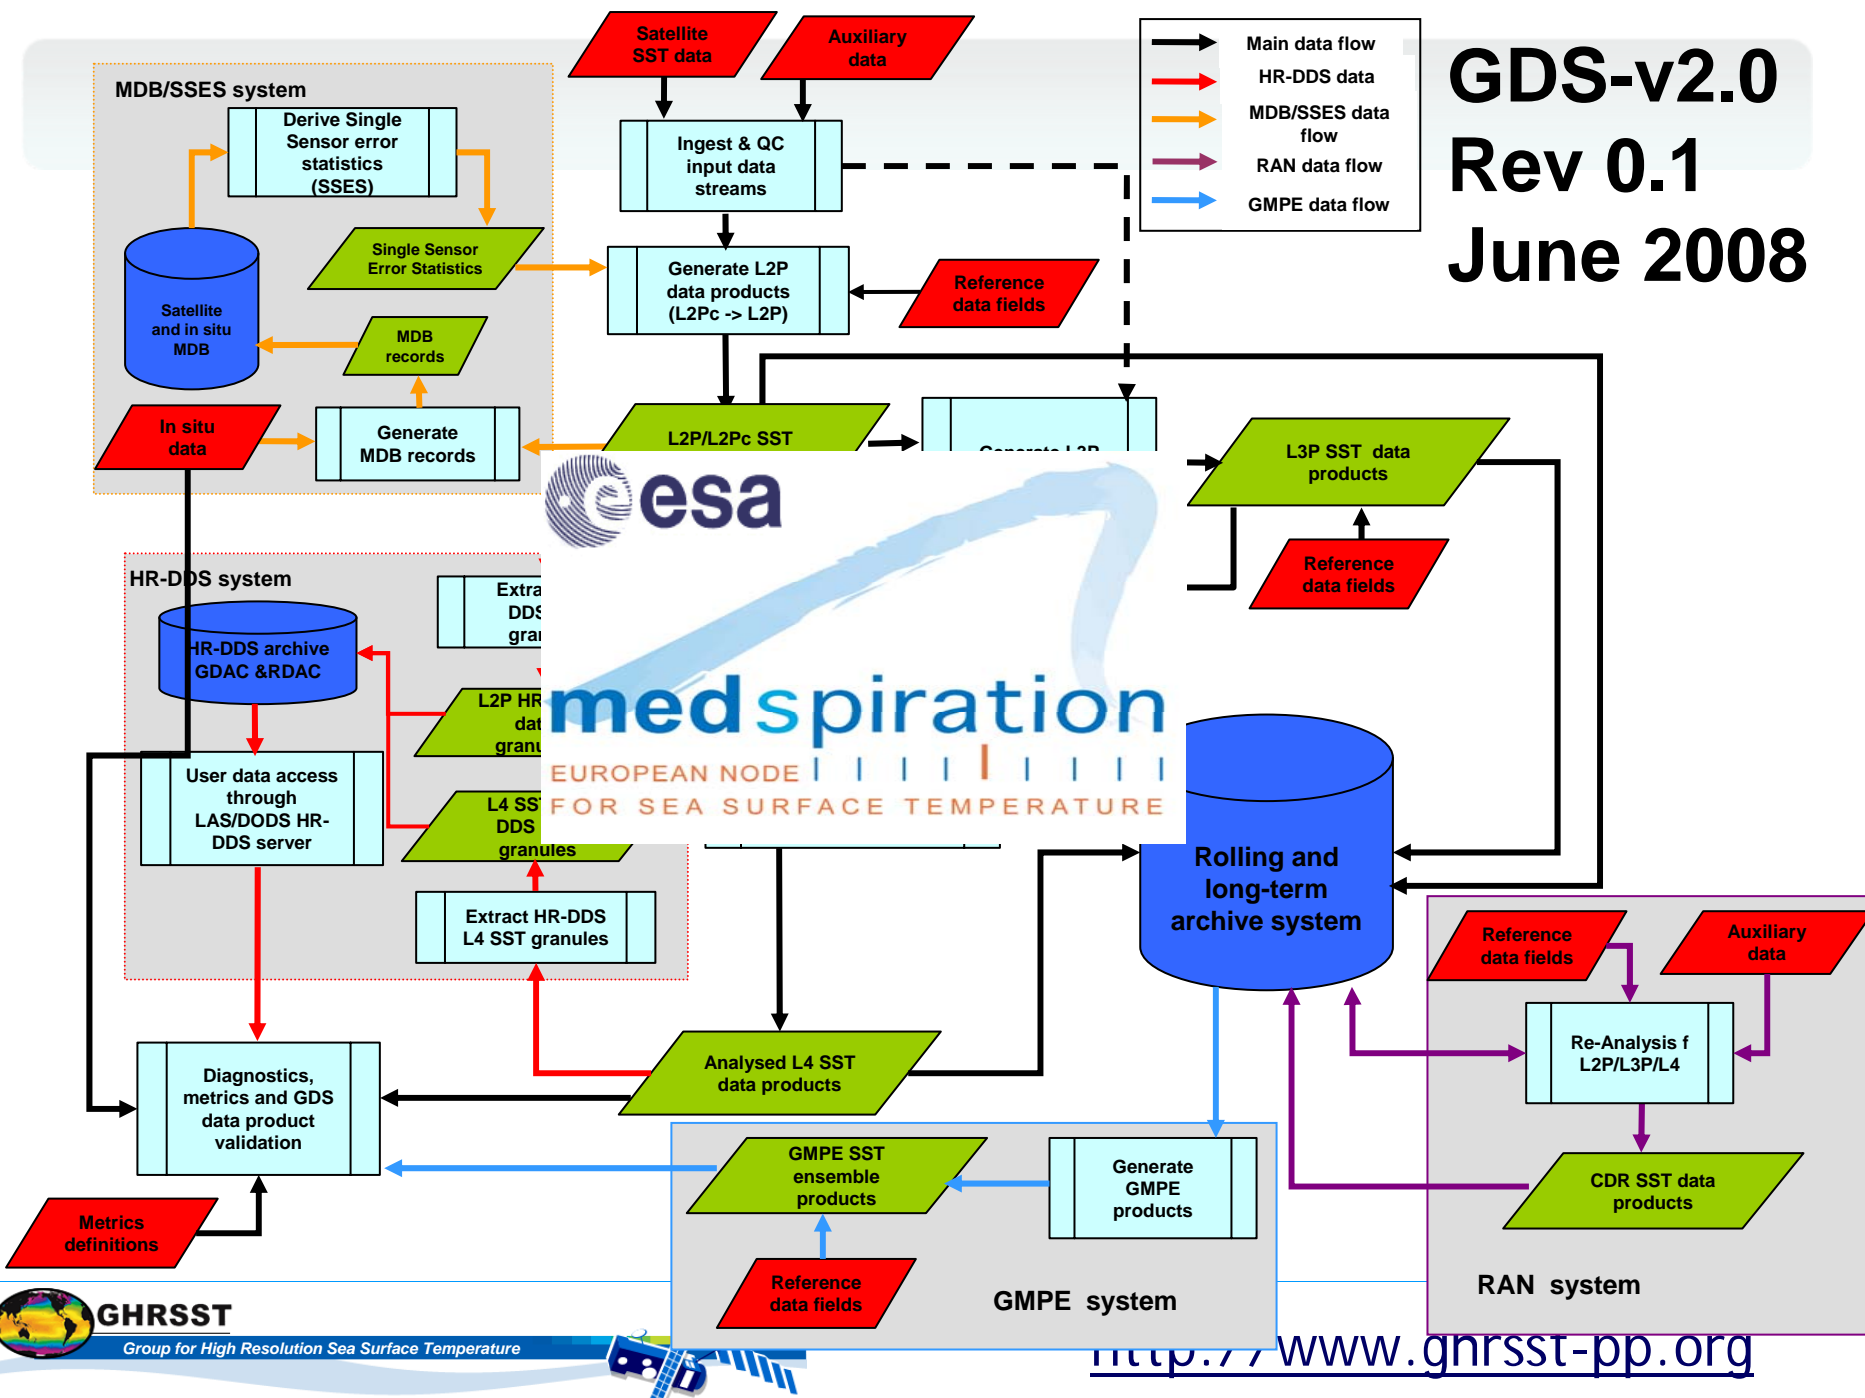 Satellite
SST data
Auxiliary
data
Main data flow
HR-DDS data
MDB/SSES data
flow
RAN data flow
GMPE data flow
GDS-v2.0
Rev 0.1
June 2008
MDB/SSES system
Derive Single
Sensor error
statistics
(SSES)
Ingest & QC
input data
streams
Single Sensor
Error Statistics
Generate L2P
data products
(L2Pc -> L2P)
Reference
data fields
Satellite
and in situ
MDB
MDB
records
In situ
data
Generate
MDB records
L2P/L2Pc SST
Generate L3P
L3P SST data
products
Reference
data fields
esa
medspiration
EUROPEAN NODE
FOR SEA SURFACE TEMPERATURE
HR-DDS system
DDS
HR-DDS archive
GDAC &RDAC
L2P HR
User data access
through
LAS/DODS HR-
DDS server
L4 SST
DDS
granules
Extract HR-DDS
L4 SST granules
Rolling and
long-term
archive system
Reference
data fields
Auxiliary
data
Re-Analysis f
L2P/L3P/L4
CDR SST data
products
RAN system
Analysed L4 SST
data products
Diagnostics,
metrics and GDS
data product
validation
Metrics
definitions
GMPE SST
ensemble
products
Generate
GMPE
products
Reference
data fields
GMPE system
GHRSST
Group for High Resolution Sea Surface Temperature
http://www.ghrsst-pp.org